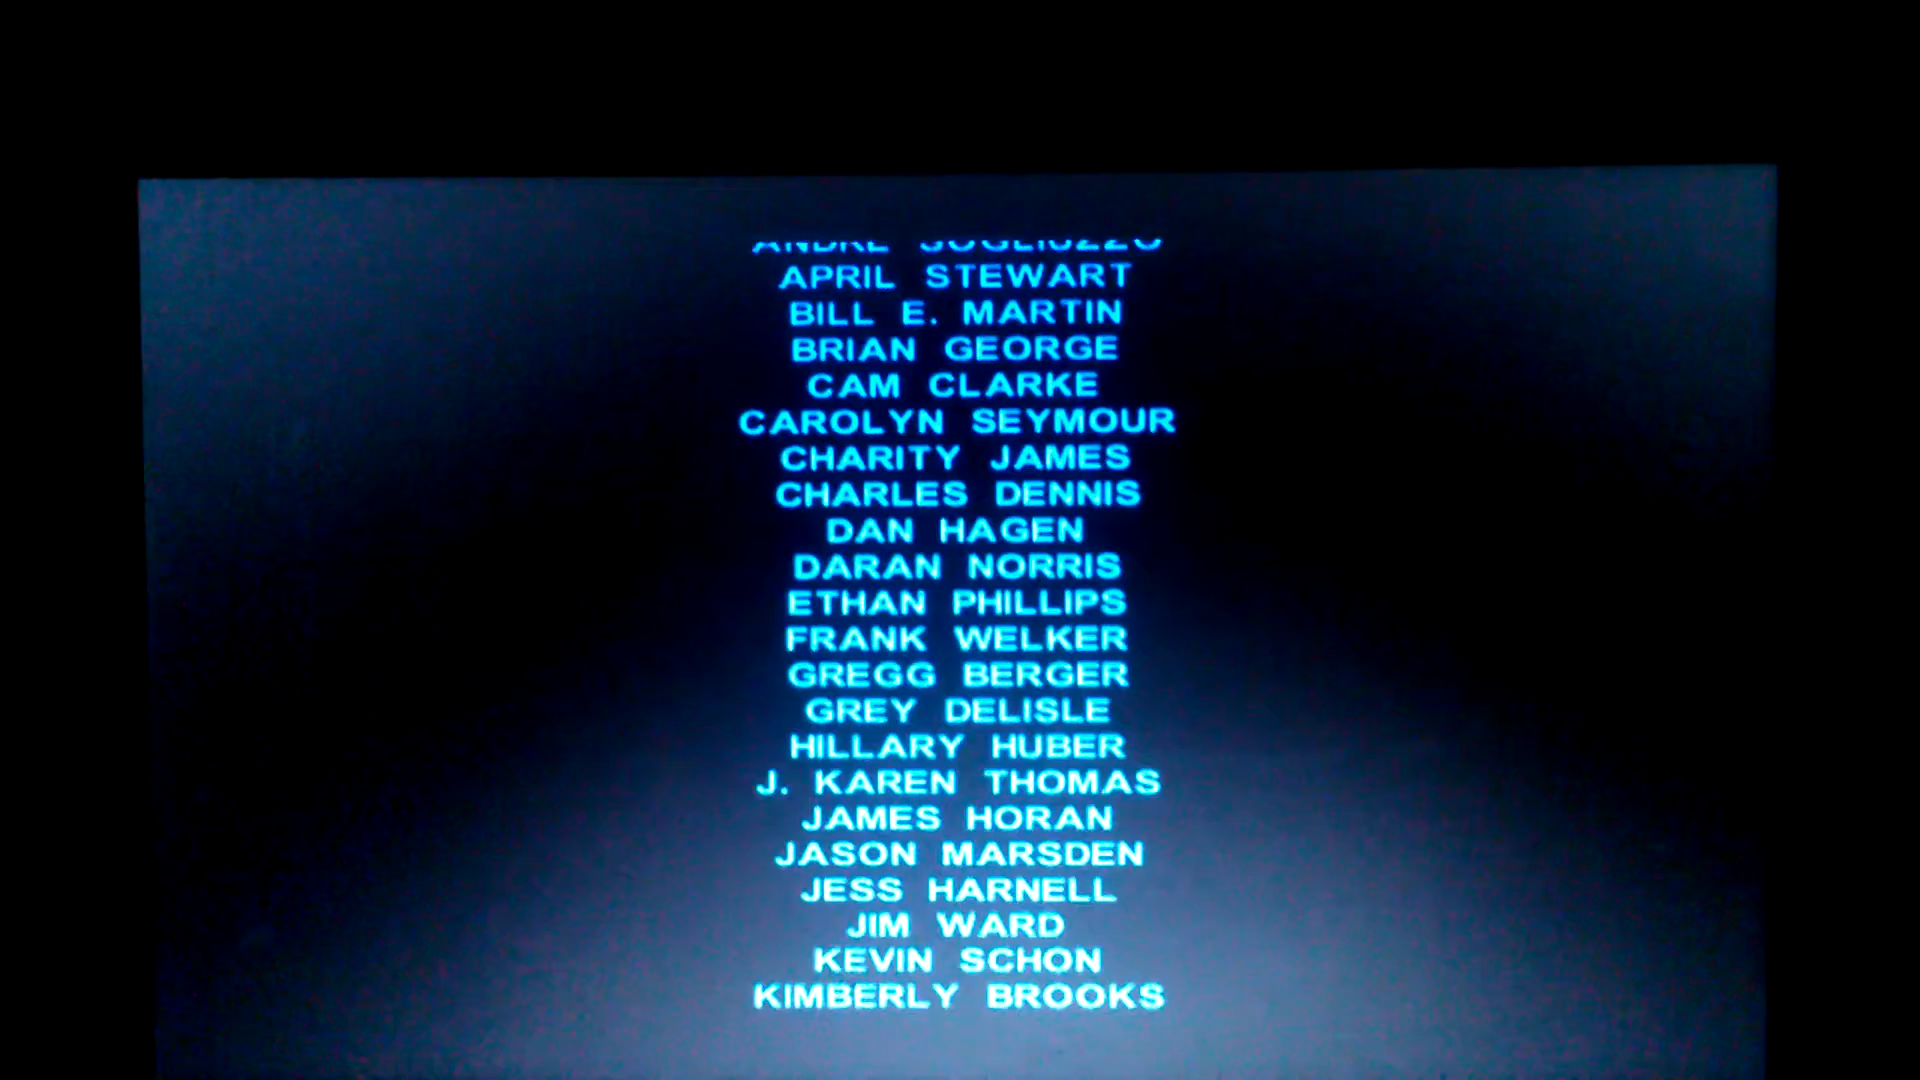 ANDRE SOGLIUZZO
APRIL STEWART
BILL E. MARTIN
BRIAN GEORGE
CAM CLARKE
CAROLYN SEYMOUR
CHARITY JAMES
CHARLES DENNIS
DAN HAGEN
DARAN NORRIS
ETHAN PHILLIPS
FRANK WELKER
GREGG BERGER
GREY DELISLE
HILLARY HUBER
J. KAREN THOMAS
JAMES HORAN
JASON MARSDEN
JESS HARNELL
JIM WARD
KEVIN SCHON
KIMBERLY BROOKS